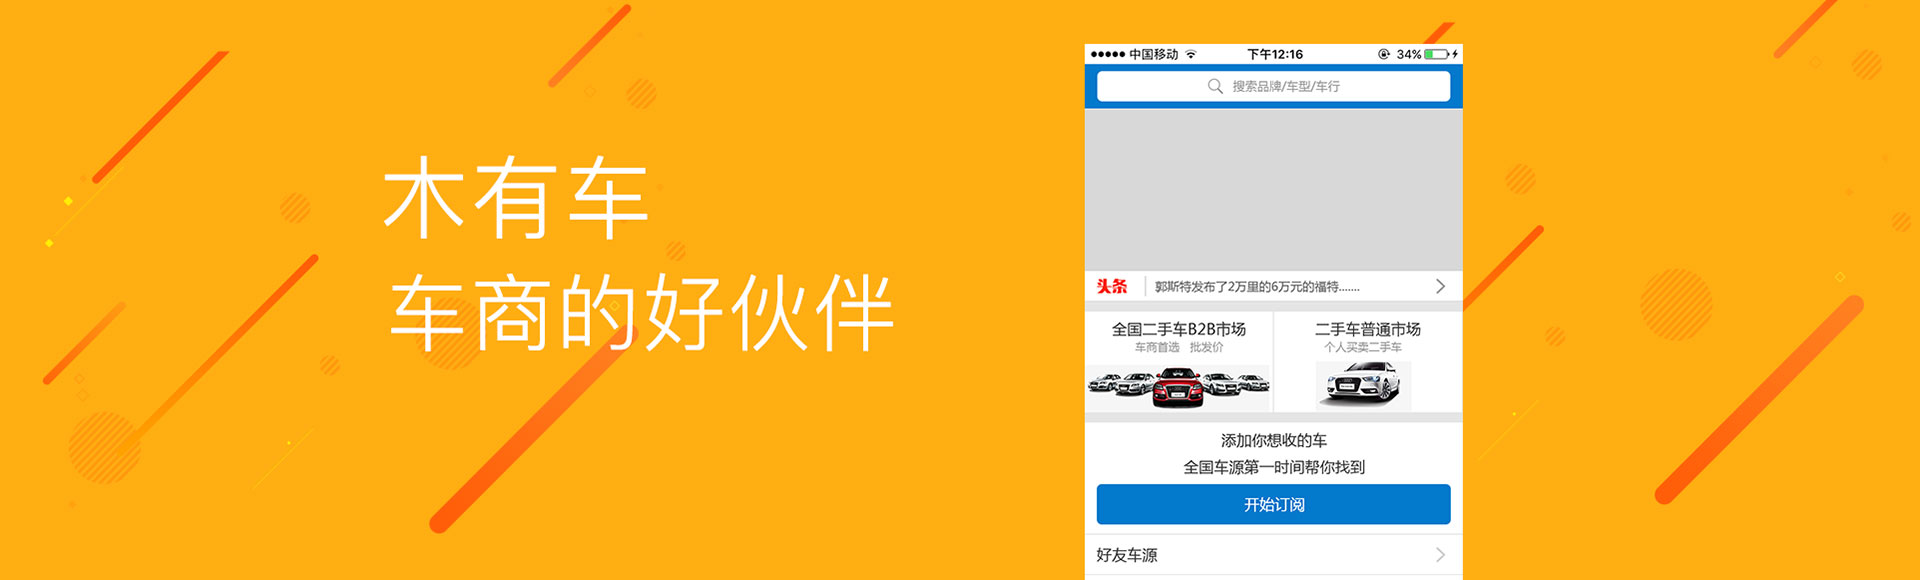 木有车
车商的好伙伴
中国移动 下午12:16 34%
搜索品牌/车型/车行
头条 郭斯特发布了2万里的6万元的福特.......
全国二手车B2B市场 二手车普通市场
车商首选 批发价 个人买卖二手车
添加你想收的车
全国车源第一时间帮你找到
开始订阅
好友车源